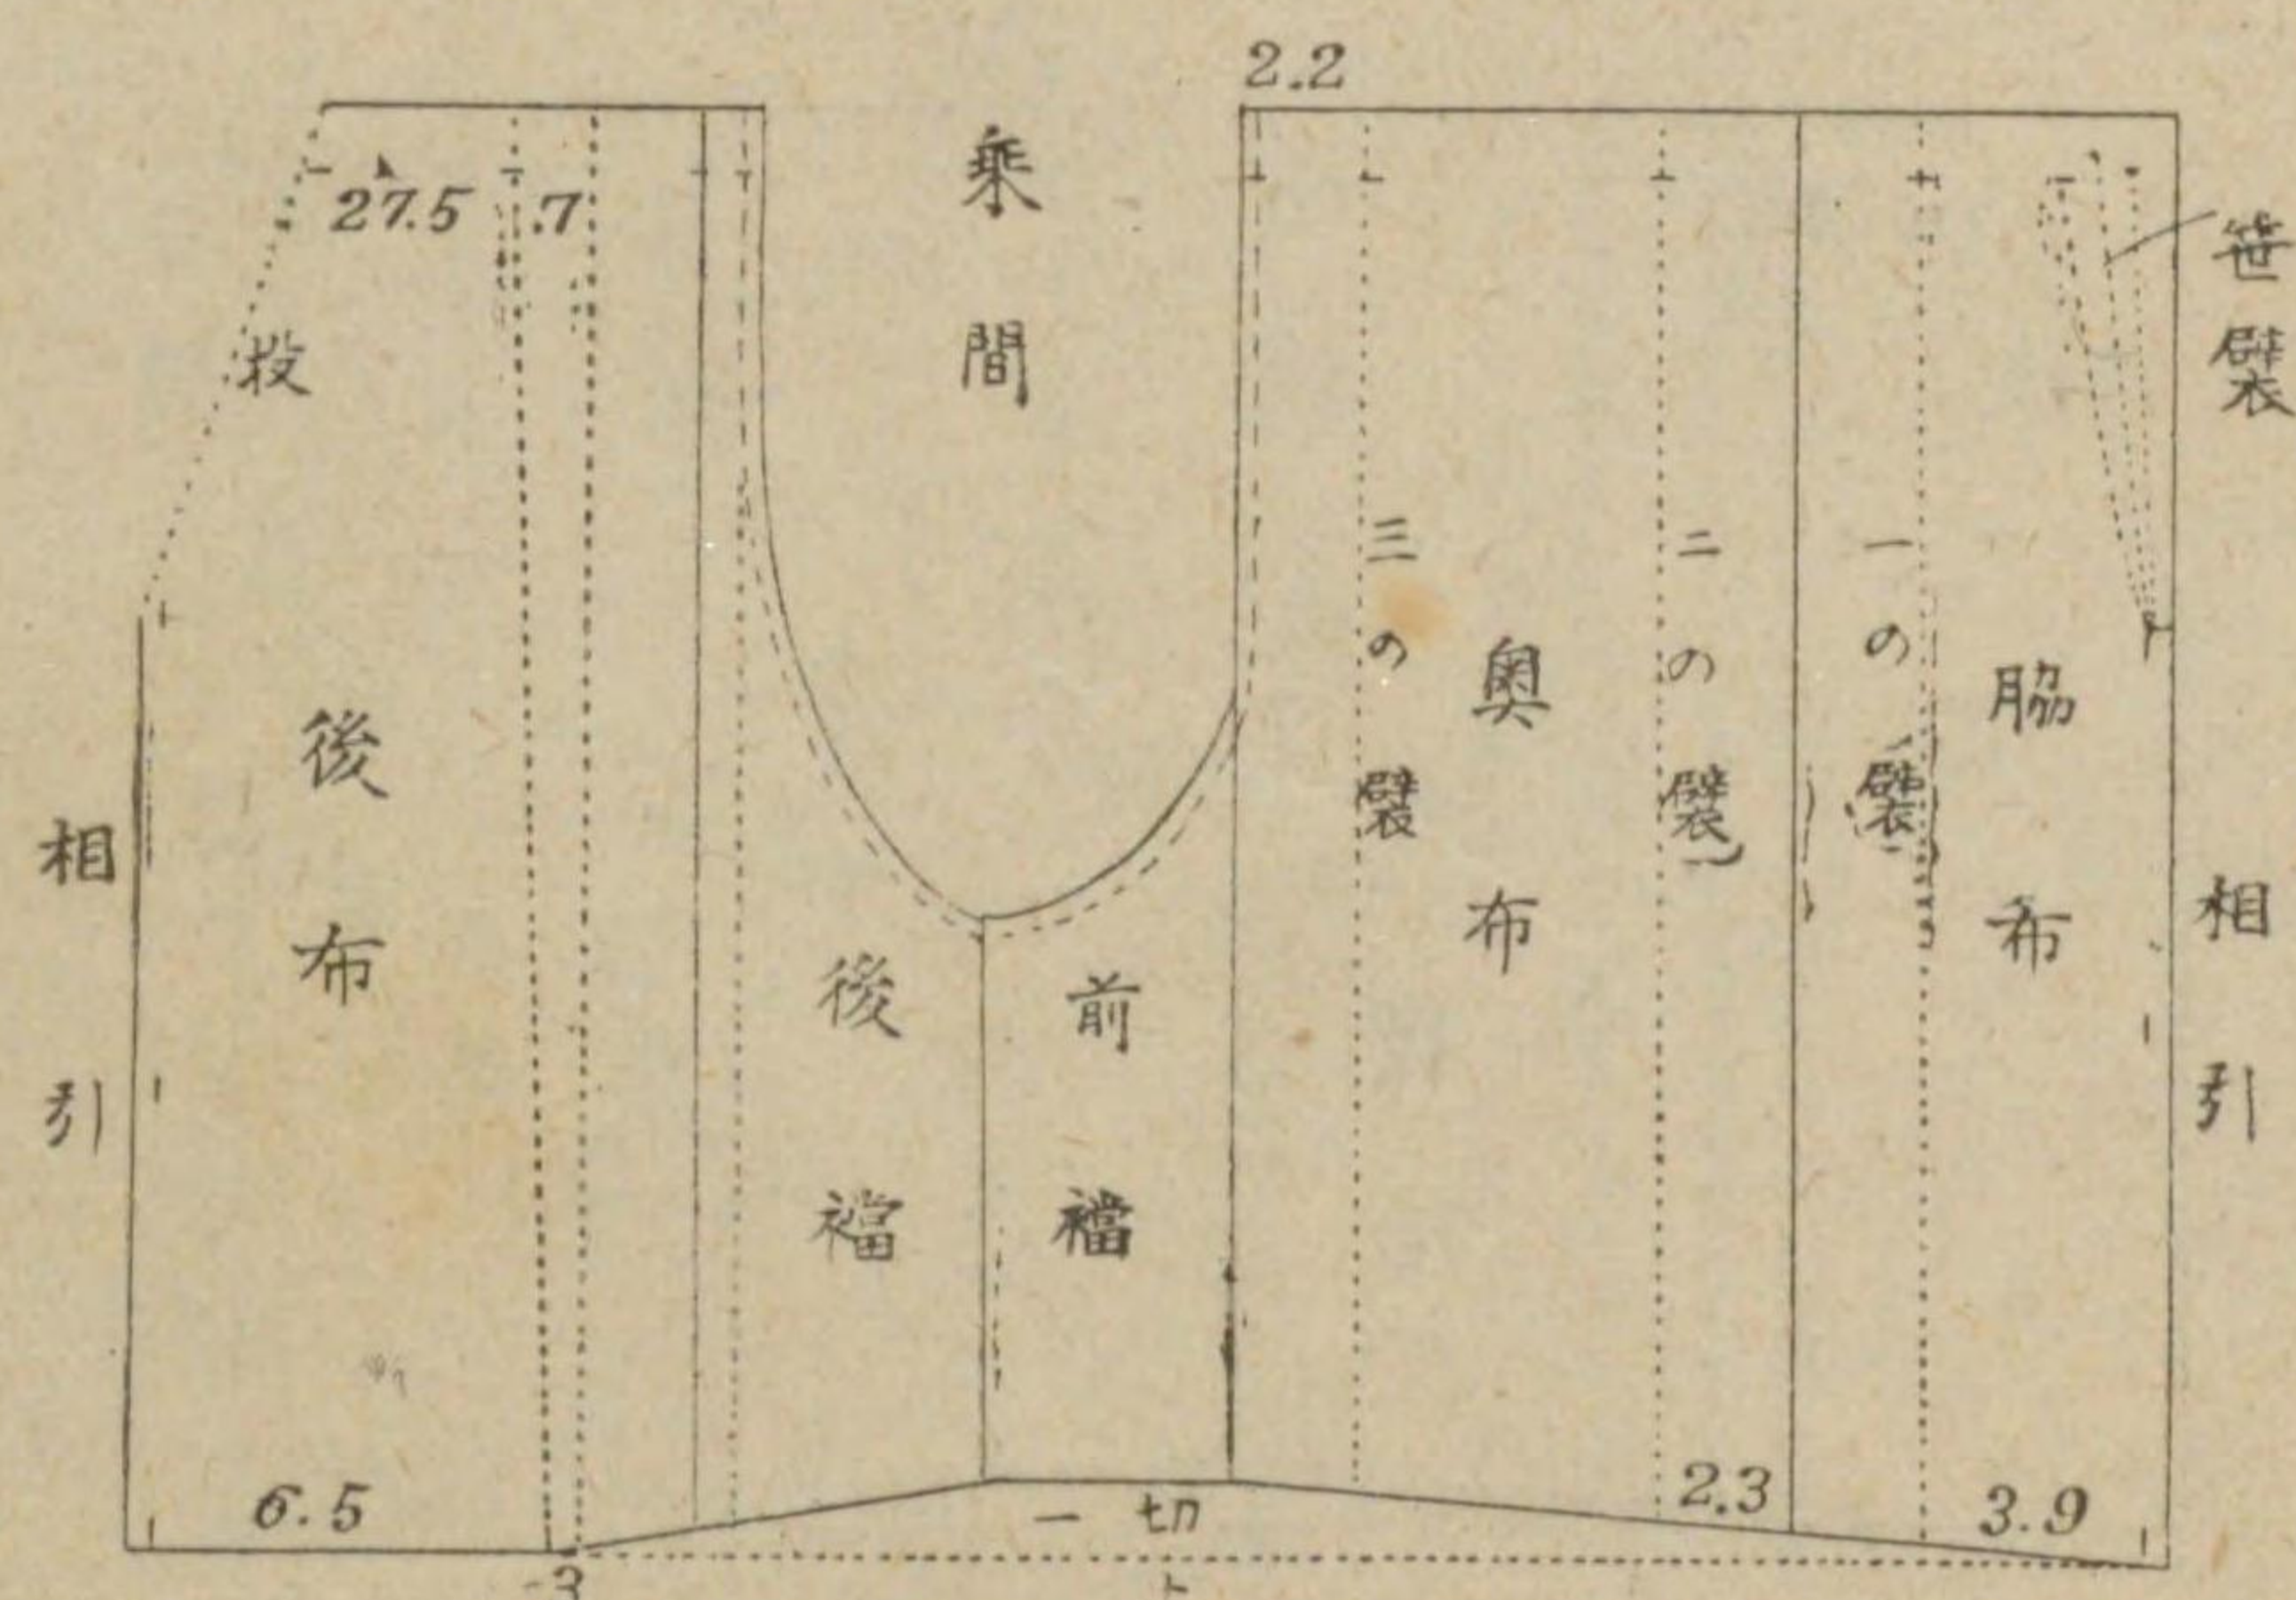 2.2
乗間
27.5
.7
投
笹襞
三の襞
二の襞
一の襞
奥布
脇布
後布
相引
相引
後襠
前襠
6.5
2.3
3.9
一切